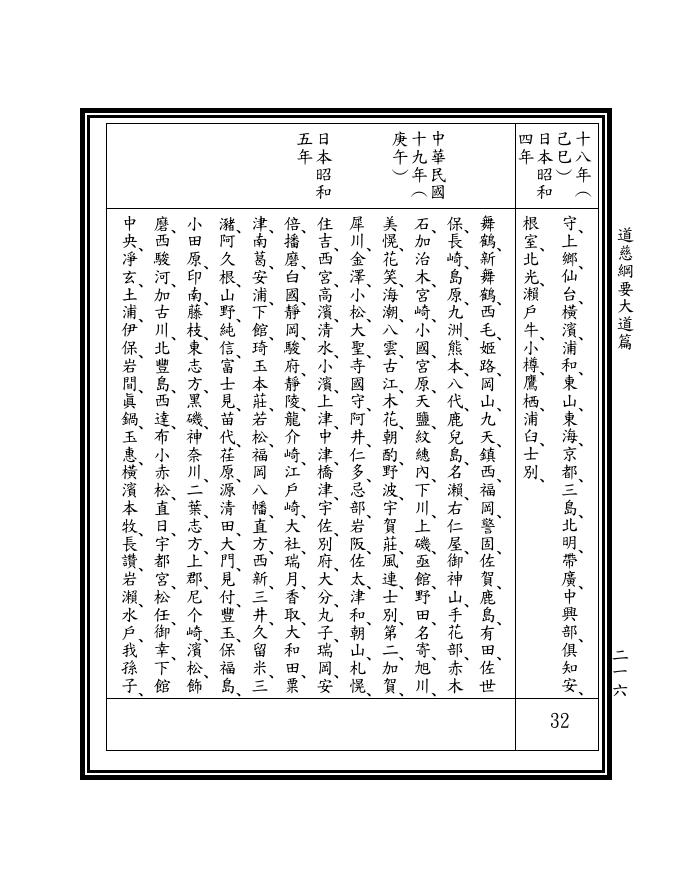 道慈綱要大道篇
二一六
十八年（
己巳）
日本昭和
四年
守、上鄉、仙台、橫濱、浦和、東山、東海、京都、三島、北明、帶廣、中興部、俱知安、
根室、北光、瀨戶牛、小樽、鷹栖、浦臼、士別、
32
中華民國
十九年（
庚午）
日本昭和
五年
舞鶴、新舞鶴、西毛、姬路、岡山、九天、鎮西、福岡、警固、佐賀、鹿島、有田、佐世
保、長崎、島原、九洲、熊本、八代、鹿兒島、名瀨、右仁、屋御神山、手花部、赤木
石、加治木、宮崎、小國、宮原、天鹽、紋總內、下川、上磯、亟館、野田、名寄、旭川、
美愰、花笑、海潮、八雲、古江、木花、朝酌、野波、宇賀莊、風連、士別、第二加賀、
犀川、金澤、小松、大聖寺、國守、阿井、仁多、忌部、岩阪、佐太、津和、朝山、札愰、
住吉、西宮、高濱、清水、小濱、上津、中津、橋津、宇佐、別府、大分、丸子、瑞岡、安
倍、播磨、白國、靜岡、駿府、靜陵、龍介崎、江戶崎、大社、瑞月、香取、大和田、粟
津、南葛、安浦、下館、琦玉、本莊、若松、福岡、八幡、直方、西新、三井、久留米、三
瀦、阿久根、山野、純信、富士見、苗代、荏原、源清田、大門、見付、豐玉、保福島、
小田原、印南、藤枝、東志方、黑磯、神奈川、二葉、志方、上郡、尼个崎、濱松、飾
磨、西駿河、加古川、北豐島、西達布、小赤松、直日、宇都宮、松任、御幸、下館、
中央、淨玄、土浦、伊保、岩間、眞鍋、玉惠、橫濱、本牧、長讚、岩瀨、水戶、我孫子、